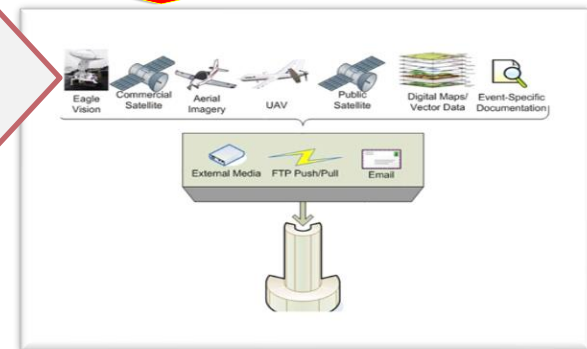 Eagle Vision
Commercial Satellite
Aerial Imagery
UAV
Public Satellite
Digital Maps/ Vector Data
Event-Specific Documentation
External Media
FTP Push/Pull
Email